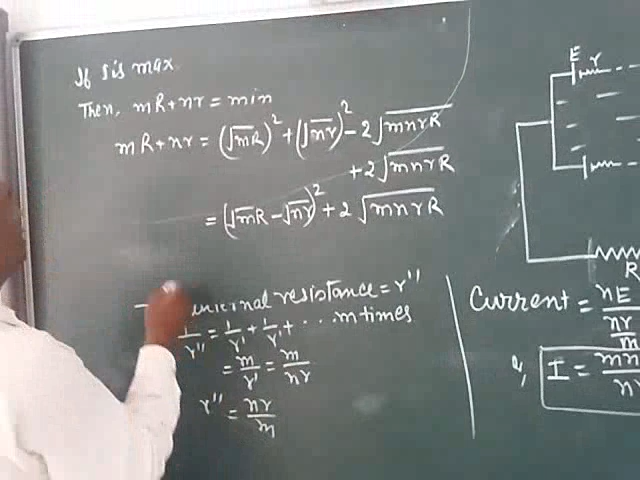 If I is max.
Then, mR + nr = min
mR + nr = (√mR)² + (√nr)² - 2√mnrR
+ 2√mnrR
= (√mR - √nr)² + 2√mnrR
internal resistance = r''
1/r'' = 1/r' + 1/r' + ... m times
= m/r' = m/nr
r'' = nr/m
E r
R
Current = nE / nr/m
I =